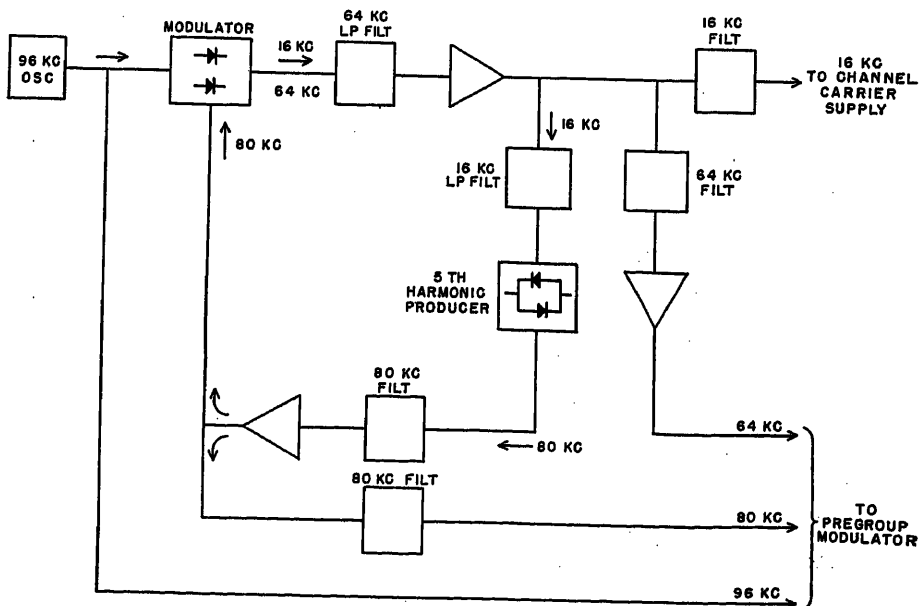 MODULATOR
96 KC
OSC
16 KC
64 KC
64 KC
LP FILT
16 KC
FILT
16 KC
TO CHANNEL
CARRIER
SUPPLY
80 KC
16 KC
16 KC
LP FILT
64 KC
FILT
5 TH
HARMONIC
PRODUCER
80 KC
FILT
80 KC
64 KC
80 KC FILT
80 KC
TO
PREGROUP
MODULATOR
96 KC